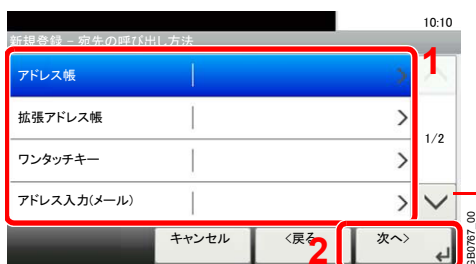 10:10
新規登録 - 宛先の呼び出し方法
アドレス帳
1
拡張アドレス帳
1/2
ワンタッチキー
アドレス入力(メール)
キャンセル
<戻る
2
次へ>
GB0767_00